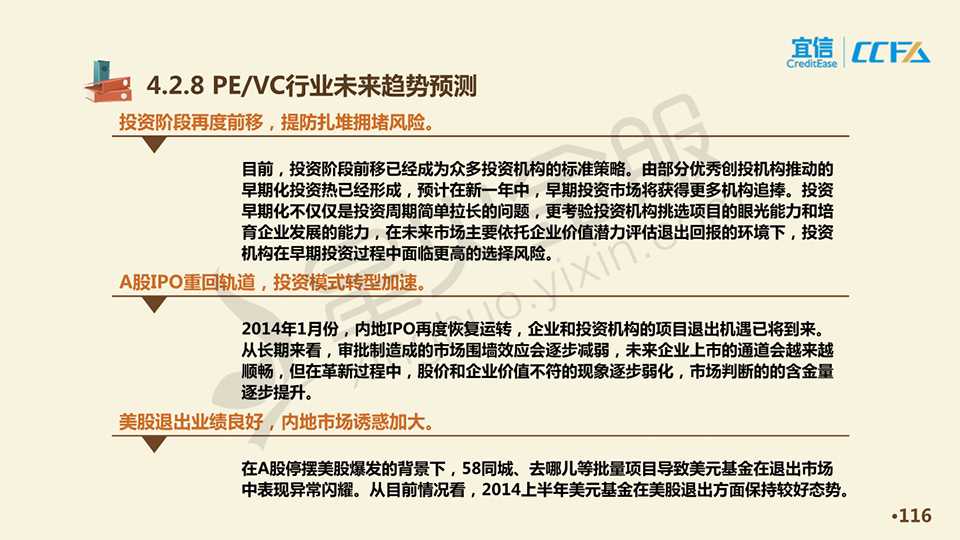 宜信
CreditEase
CCFA
4.2.8 PE/VC行业未来趋势预测
投资阶段再度前移，提防扎堆拥堵风险。
目前，投资阶段前移已经成为众多投资机构的标准策略。由部分优秀创投机构推动的
早期化投资热已经形成，预计在新一年中，早期投资市场将获得更多机构追捧。投资
早期化不仅仅是投资周期简单拉长的问题，更考验投资机构挑选项目的眼光能力和培
育企业发展的能力，在未来市场主要依托企业价值潜力评估退出回报的环境下，投资
机构在早期投资过程中面临更高的选择风险。
A股IPO重回轨道，投资模式转型加速。
2014年1月份，内地IPO再度恢复运转，企业和投资机构的项目退出机遇已将到来。
从长期来看，审批制造成的市场围墙效应会逐步减弱，未来企业上市的通道会越来越
顺畅，但在革新过程中，股价和企业价值不符的现象逐步弱化，市场判断的的含金量
逐步提升。
美股退出业绩良好，内地市场诱惑加大。
在A股停摆美股爆发的背景下，58同城、去哪儿等批量项目导致美元基金在退出市场
中表现异常闪耀。从目前情况看，2014上半年美元基金在美股退出方面保持较好态势。
•116